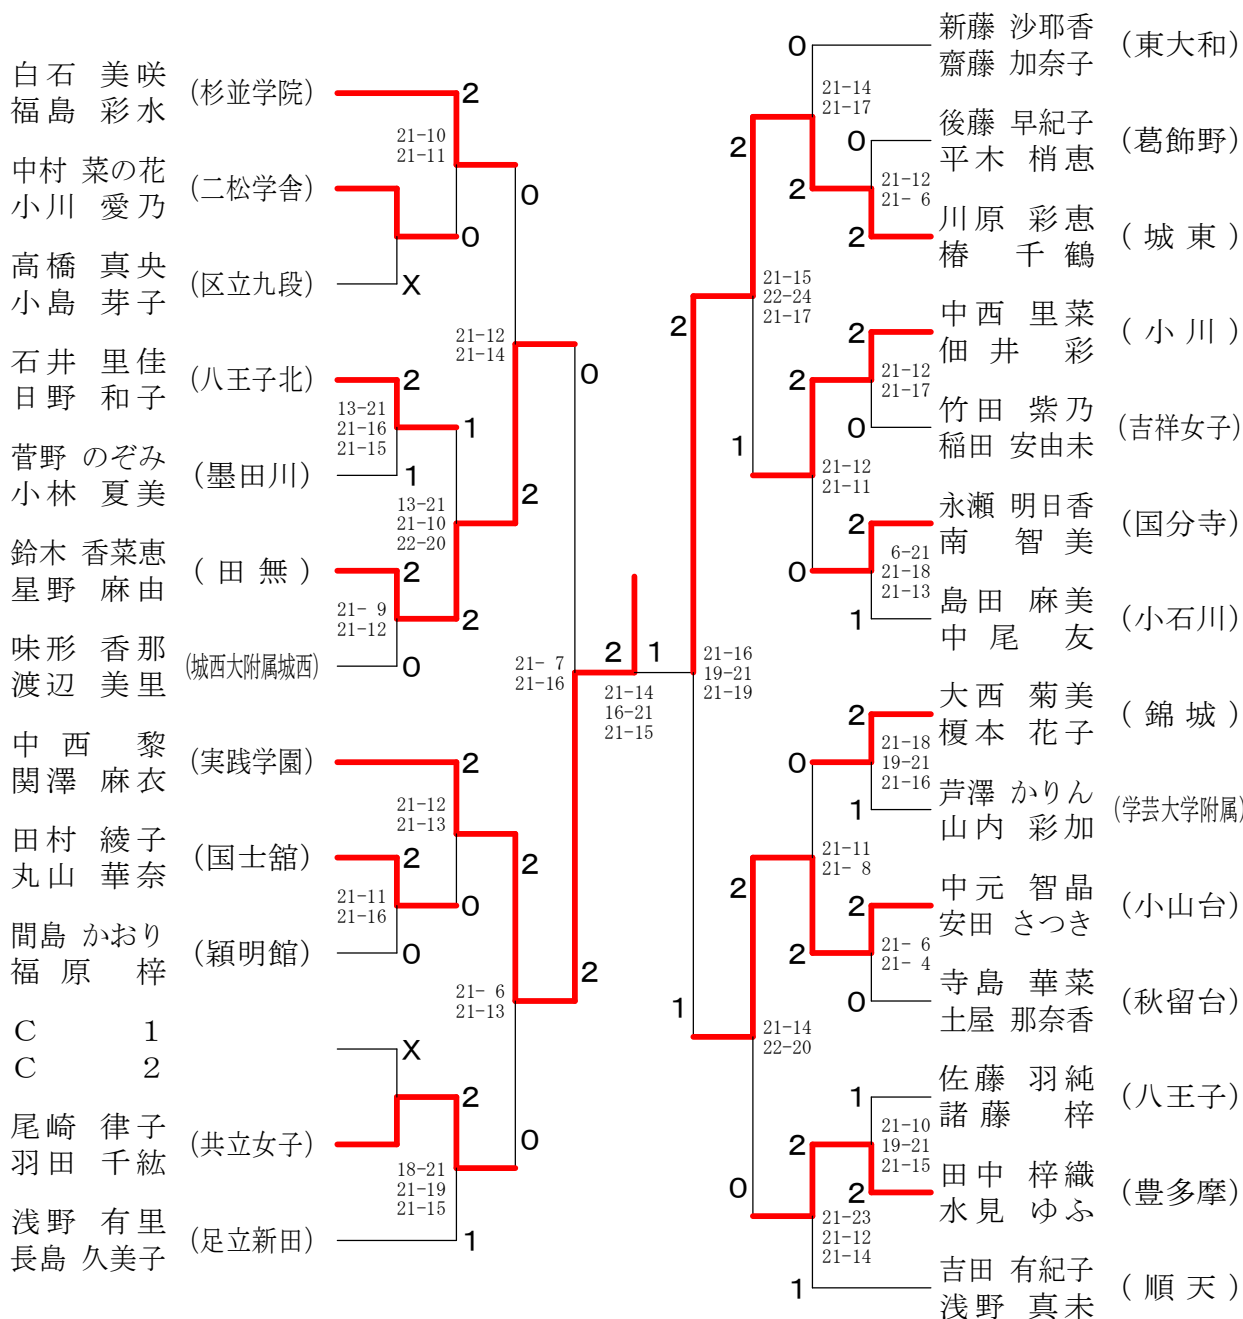 白石 美咲
福島 彩水
(杉並学院)
2
21-10
21-11
0
中村 菜の花
小川 愛乃
(二松学舎)
0
高橋 真央
小島 芽子
(区立九段)
X
21-12
21-14
0
石井 里佳
日野 和子
(八王子北)
2
13-21
21-16
21-15
1
菅野 のぞみ
小林 夏美
(墨田川)
1
2
13-21
21-10
22-20
鈴木 香菜恵
星野 麻由
(田無)
2
21- 9
21-12
2
味形 香那
渡辺 美里
(城西大附属城西)
0
21- 7
21-16
中西 黎
関澤 麻衣
(実践学園)
2
21-12
21-13
2
田村 綾子
丸山 華奈
(国士舘)
2
21-11
21-16
0
間島 かおり
福原 梓
(穎明館)
0
2
21- 6
21-13
C 1
C 2
X
2
尾崎 律子
羽田 千紘
(共立女子)
0
18-21
21-19
21-15
浅野 有里
長島 久美子
(足立新田)
1
2
1
21-14
16-21
21-15
新藤 沙耶香
齋藤 加奈子
(東大和)
0
21-14
21-17
後藤 早紀子
平木 梢恵
(葛飾野)
0
2
21-12
21- 6
2
川原 彩恵
椿 千鶴
(城東)
2
21-15
22-24
21-17
2
中西 里菜
佃井 彩
(小川)
2
2
21-12
21-17
竹田 紫乃
稲田 安由未
(吉祥女子)
0
1
21-12
21-11
永瀬 明日香
南 智美
(国分寺)
2
6-21
21-18
21-13
0
島田 麻美
中尾 友
(小石川)
1
21-16
19-21
21-19
大西 菊美
榎本 花子
(錦城)
2
21-18
19-21
21-16
0
芦澤 かりん
山内 彩加
(学芸大学附属)
1
21-11
21- 8
2
中元 智晶
安田 さつき
(小山台)
2
2
21- 6
21- 4
寺島 華菜
土屋 那奈香
(秋留台)
0
1
21-14
22-20
佐藤 羽純
諸藤 梓
(八王子)
1
21-10
19-21
21-15
2
田中 梓織
水見 ゆふ
(豊多摩)
2
0
21-23
21-12
21-14
吉田 有紀子
浅野 真未
(順天)
1